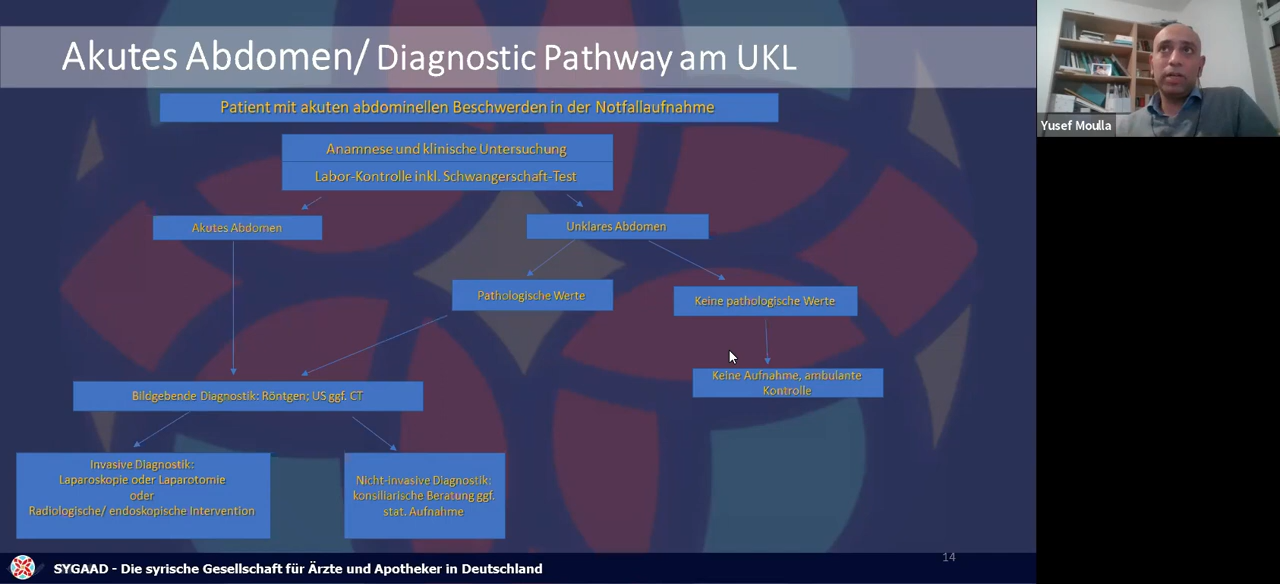 Akutes Abdomen/ Diagnostic Pathway am UKL
Patient mit akuten abdominellen Beschwerden in der Notfallaufnahme
Anamnese und klinische Untersuchung
Labor-Kontrolle inkl. Schwangerschaft-Test
Akutes Abdomen
Unklares Abdomen
Pathologische Werte
Keine pathologische Werte
Keine Aufnahme, ambulante
Kontrolle
Bildgebende Diagnostik: Röntgen; US ggf. CT
Invasive Diagnostik:
Laparoskopie oder Laparotomie
oder
Radiologische/ endoskopische Intervention
Nicht-Invasive Diagnostik:
konsillarische Beratung ggf.
stat. Aufnahme
14
SYGAAD - Die syrische Gesellschaft für Ärzte und Apotheker in Deutschland
Yusef Moulla